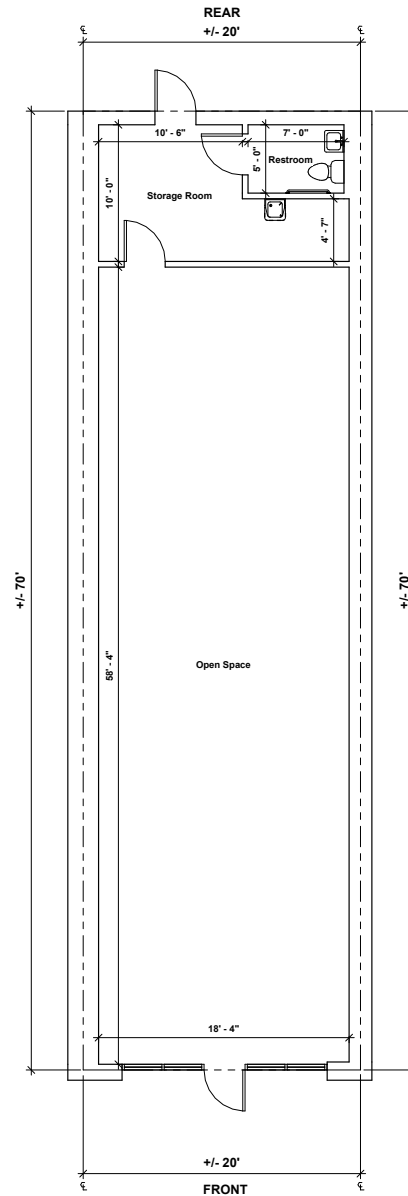 REAR
℄
+/- 20'
℄
10' - 6"
7' - 0"
5' - 0"
Restroom
10' - 0"
Storage Room
4' - 7"
+/- 70'
+/- 70'
58' - 4"
Open Space
18' - 4"
+/- 20'
℄
FRONT
℄